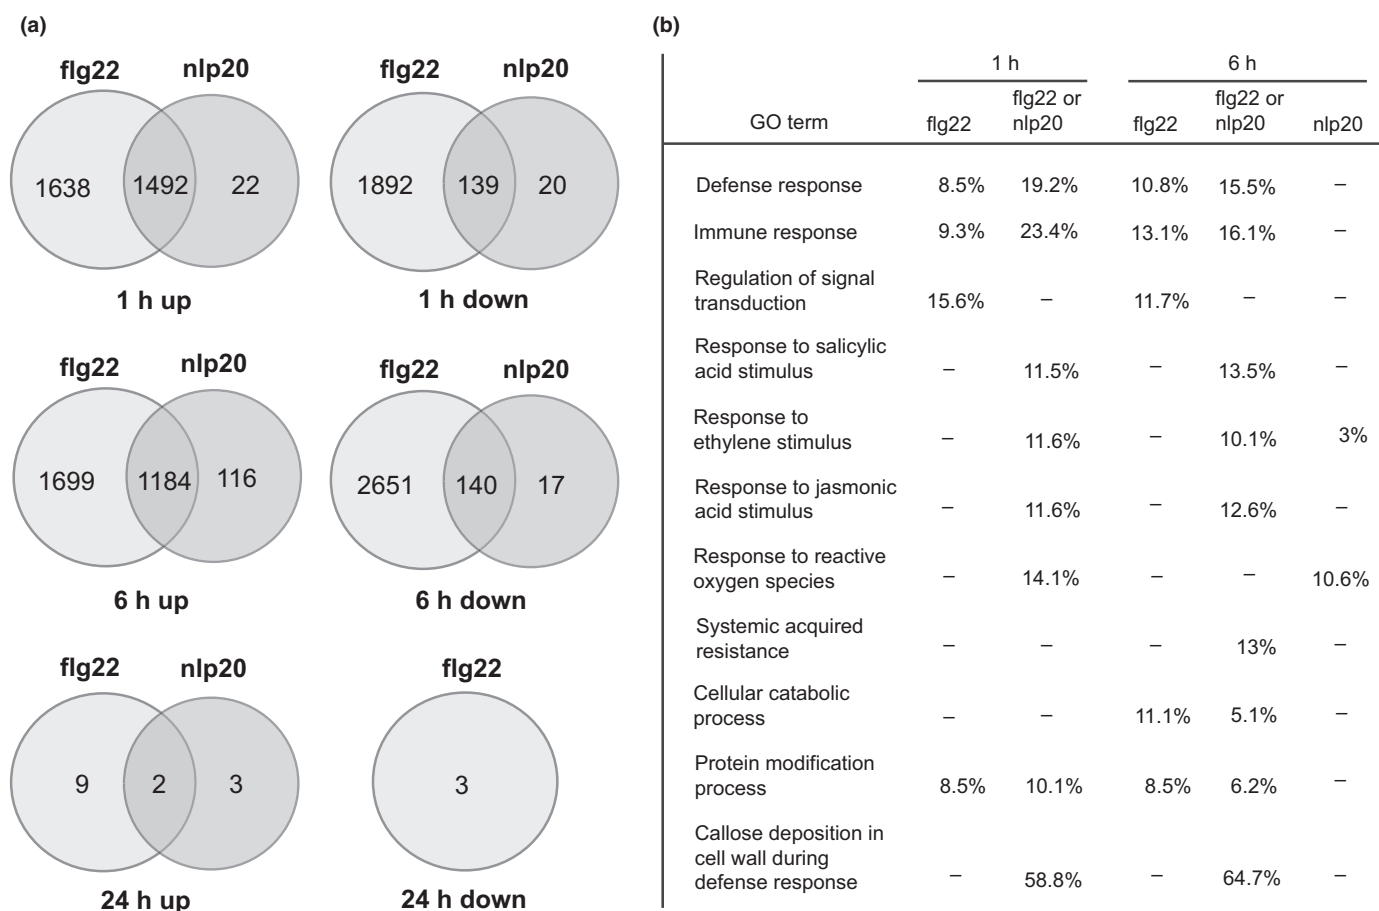 (a)
flg22 nlp20
1638 1492 22
1 h up
flg22 nlp20
1892 139 20
1 h down
flg22 nlp20
1699 1184 116
6 h up
flg22 nlp20
2651 140 17
6 h down
flg22 nlp20
9 2 3
24 h up
flg22
3
24 h down
(b)
1 h 6 h
GO term flg22 flg22 or nlp20 flg22 flg22 or nlp20 nlp20
Defense response 8.5% 19.2% 10.8% 15.5% –
Immune response 9.3% 23.4% 13.1% 16.1% –
Regulation of signal
transduction 15.6% – 11.7% – –
Response to salicylic
acid stimulus – 11.5% – 13.5% –
Response to
ethylene stimulus – 11.6% – 10.1% 3%
Response to jasmonic
acid stimulus – 11.6% – 12.6% –
Response to reactive
oxygen species – 14.1% – – 10.6%
Systemic acquired
resistance – – – 13% –
Cellular catabolic
process – – 11.1% 5.1% –
Protein modification
process 8.5% 10.1% 8.5% 6.2% –
Callose deposition in
cell wall during
defense response – 58.8% – 64.7% –